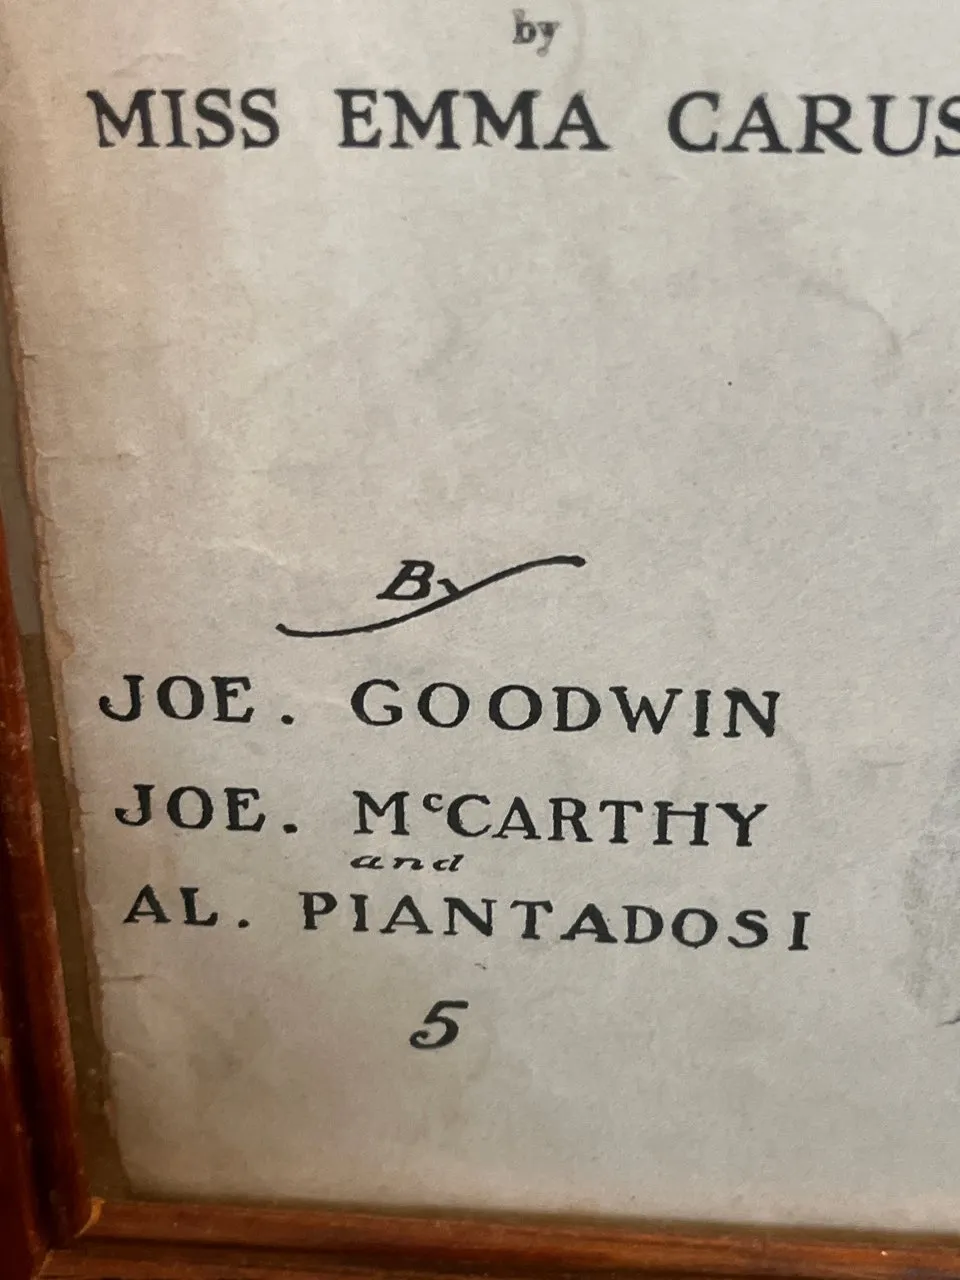 by
MISS EMMA CARUS
By
JOE. GOODWIN
JOE. McCARTHY
and
AL. PIANTADOSI
5